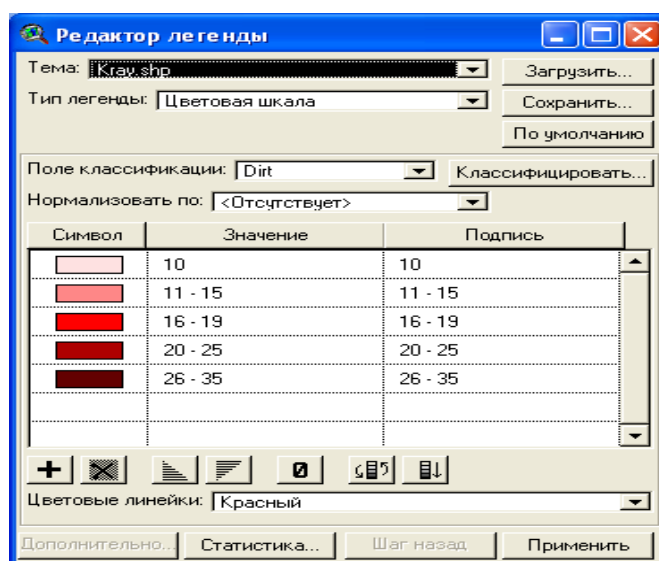 Редактор легенды
Тема: Kray.shp
Загрузить...
Тип легенды: Цветовая шкала
Сохранить...
По умолчанию
Поле классификации: Dirt
Классифицировать...
Нормализовать по: <Отсутствует>
Символ Значение Подпись
10 10
11 - 15 11 - 15
16 - 19 16 - 19
20 - 25 20 - 25
26 - 35 26 - 35
Цветовые линейки: Красный
Дополнительно... Статистика... Шаг назад Применить